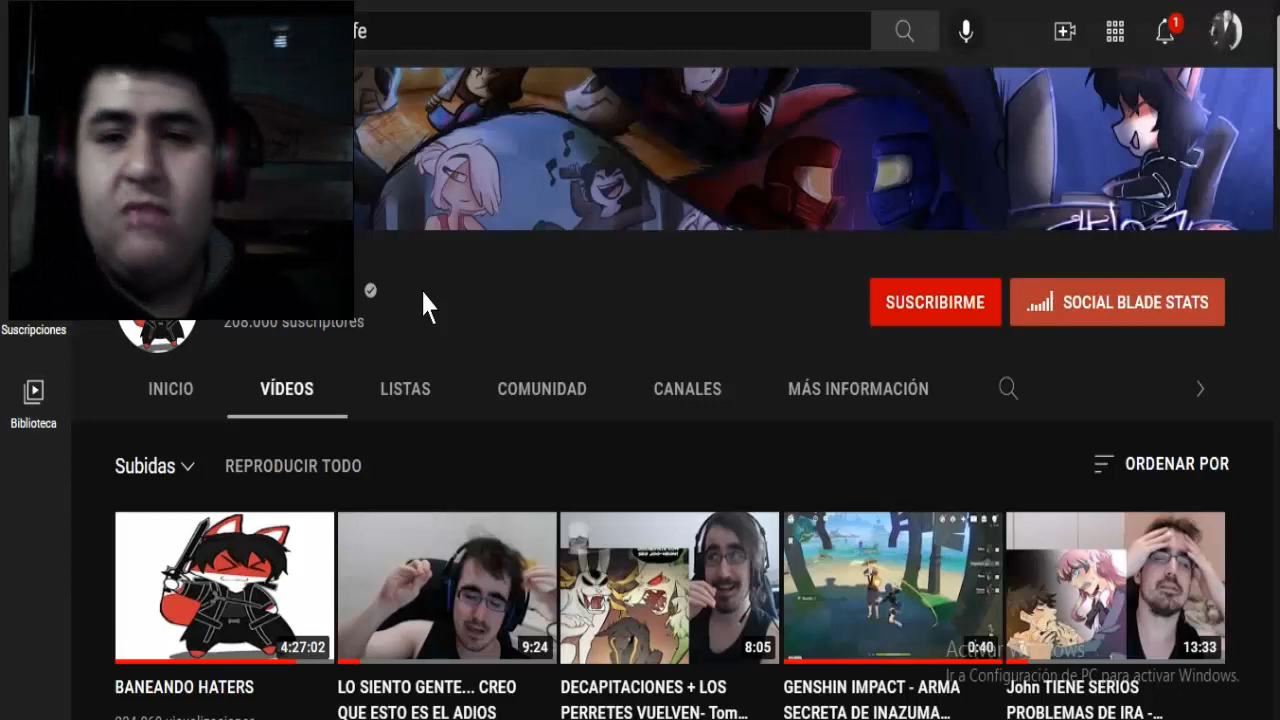 fe
1
208.000 suscriptores
SUSCRIBIRME
SOCIAL BLADE STATS
Suscripciones
Biblioteca
INICIO
VÍDEOS
LISTAS
COMUNIDAD
CANALES
MÁS INFORMACIÓN
Subidas
REPRODUCIR TODO
ORDENAR POR
4:27:02
9:24
8:05
0:40
13:33
BANEANDO HATERS
LO SIENTO GENTE... CREO
QUE ESTO ES EL ADIOS
DECAPITACIONES + LOS
PERRETES VUELVEN- Tom...
GENSHIN IMPACT - ARMA
SECRETA DE INAZUMA...
John TIENE SERIOS
PROBLEMAS DE IRA -...
Activar Windows
Ir a Configuración de PC para activar Windows.